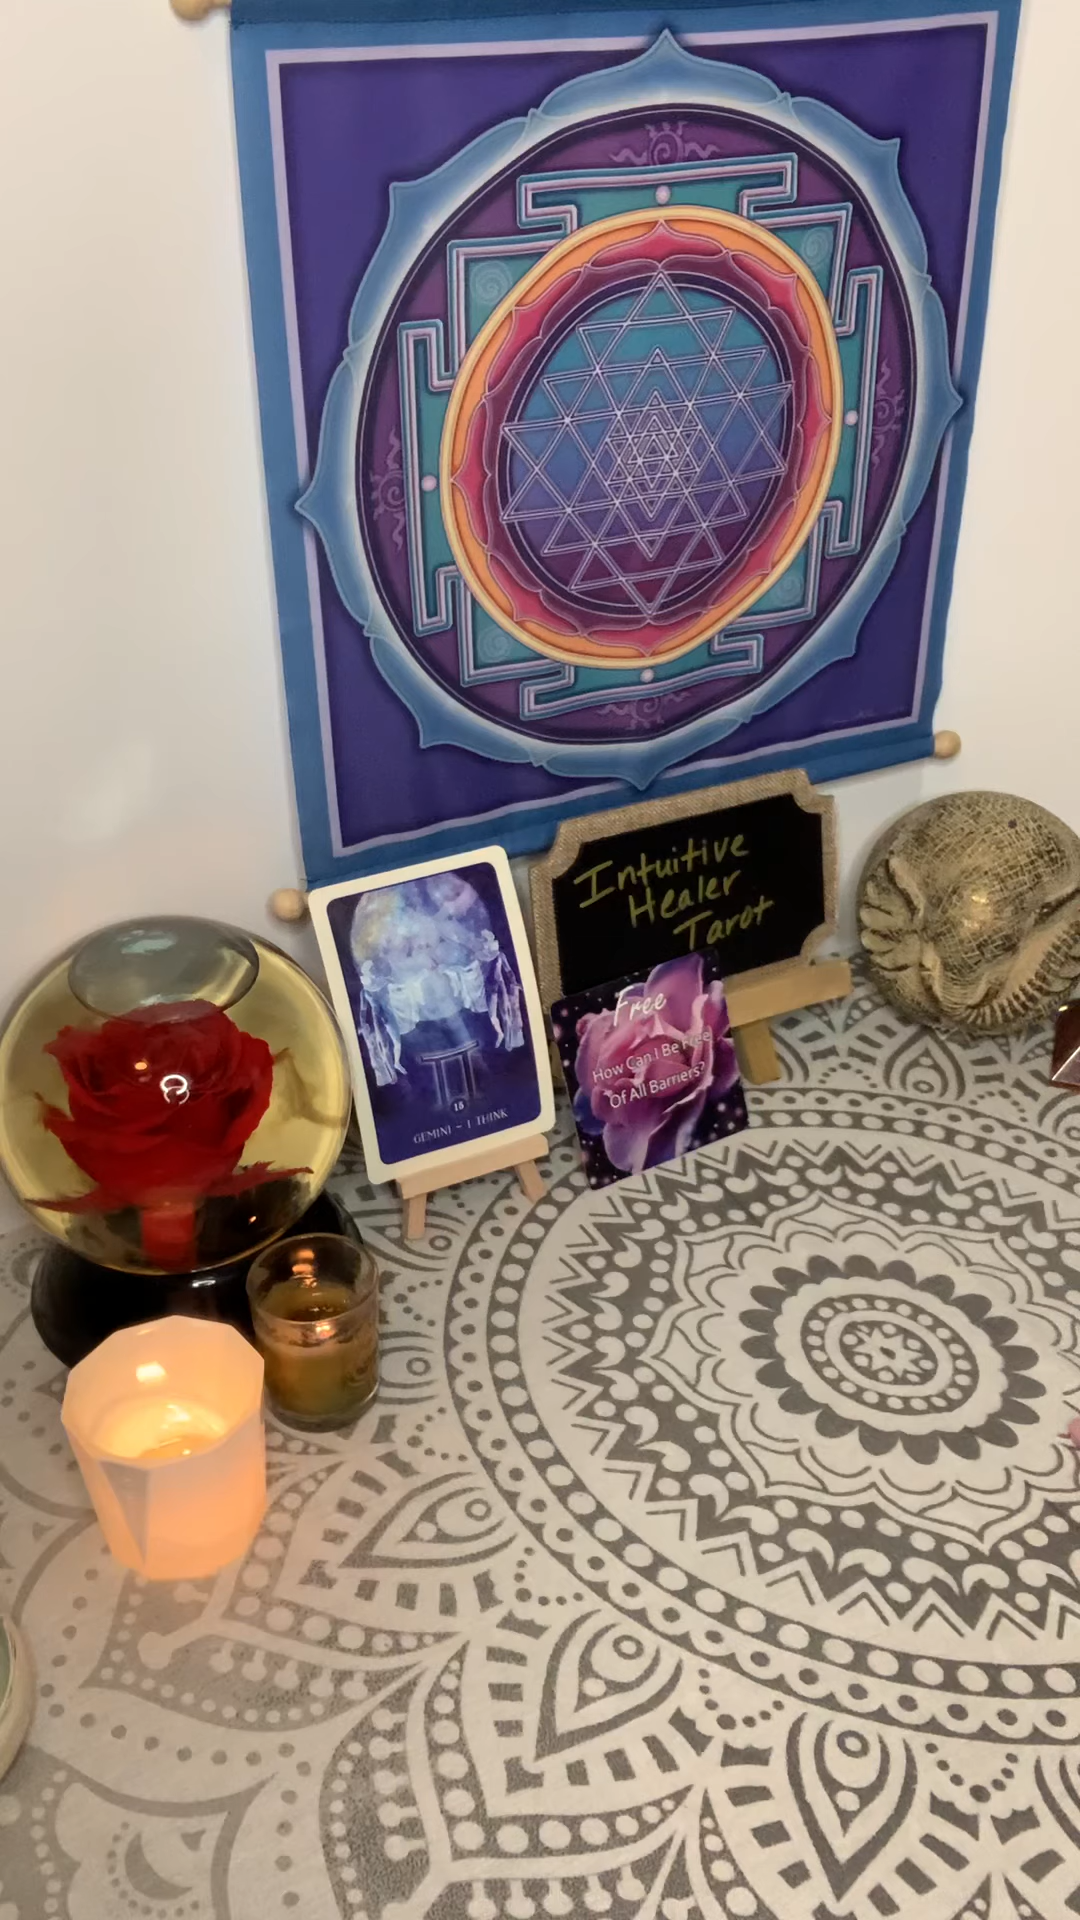 Intuitive
Healer
Tarot
18
GEMINI ~ I THINK
Free
How Can I Be Free
Of All Barriers?